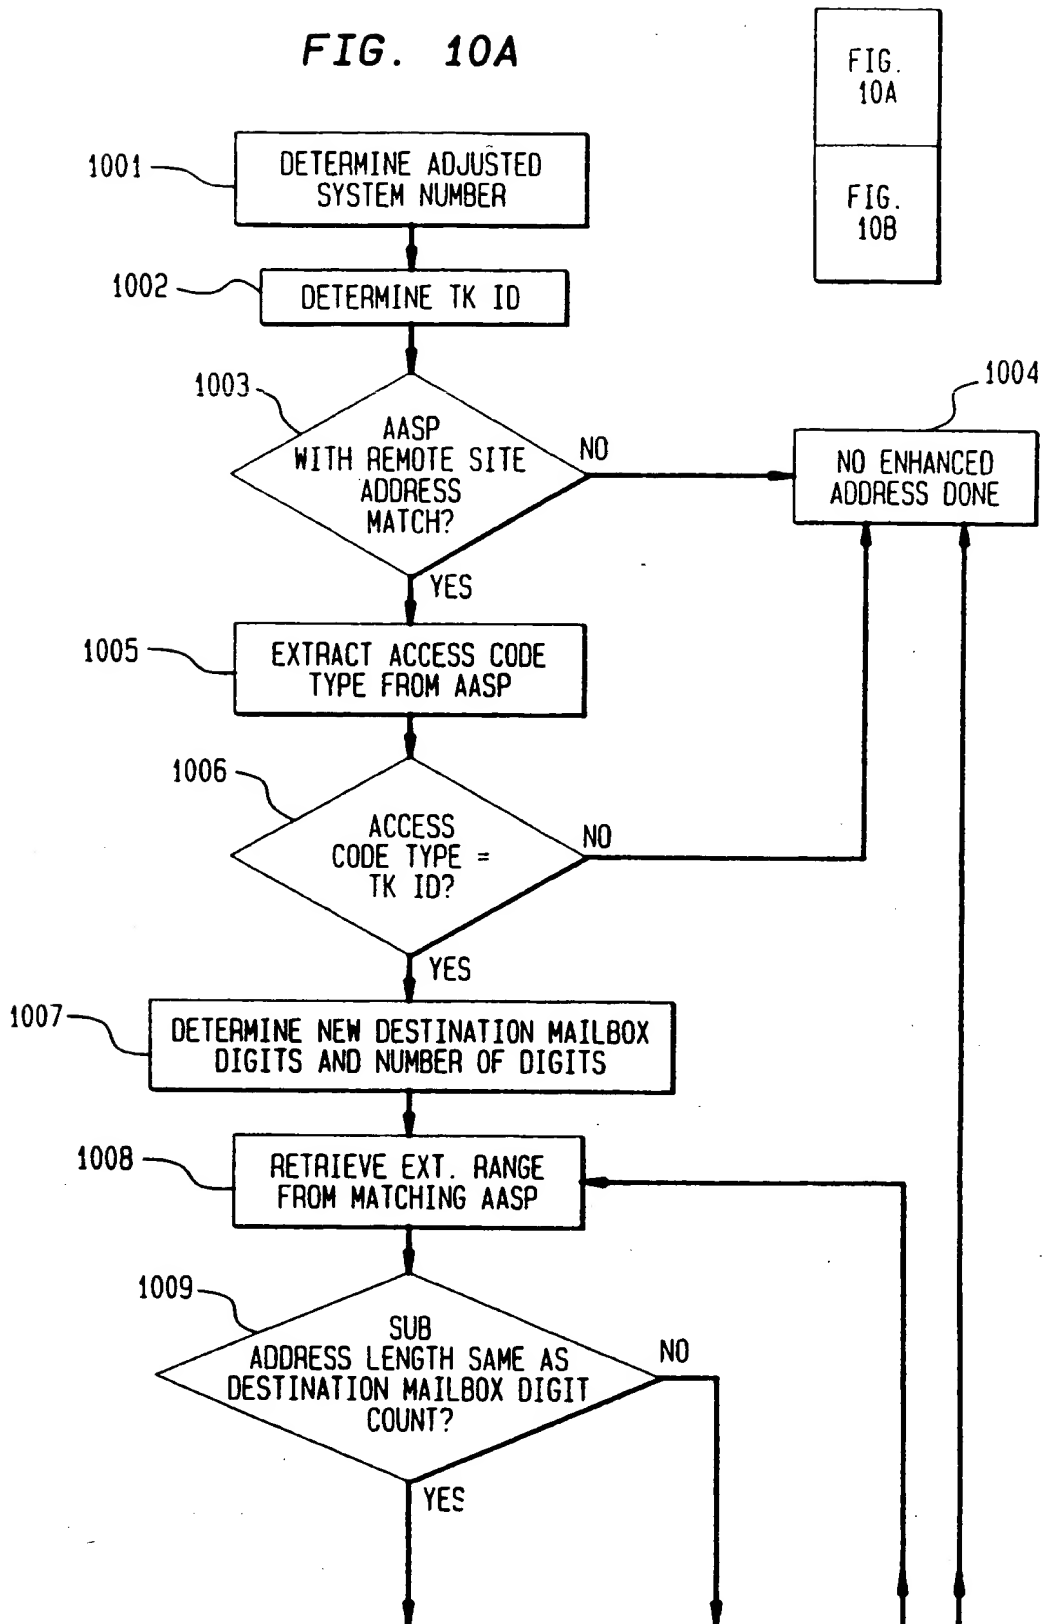 FIG. 10A
FIG.
10A
FIG.
10B
1001
DETERMINE ADJUSTED
SYSTEM NUMBER
1002
DETERMINE TK ID
1003
AASP
WITH REMOTE SITE
ADDRESS
MATCH?
NO
YES
1004
NO ENHANCED
ADDRESS DONE
1005
EXTRACT ACCESS CODE
TYPE FROM AASP
1006
ACCESS
CODE TYPE =
TK ID?
NO
YES
1007
DETERMINE NEW DESTINATION MAILBOX
DIGITS AND NUMBER OF DIGITS
1008
RETRIEVE EXT. RANGE
FROM MATCHING AASP
1009
SUB
ADDRESS LENGTH SAME AS
DESTINATION MAILBOX DIGIT
COUNT?
NO
YES